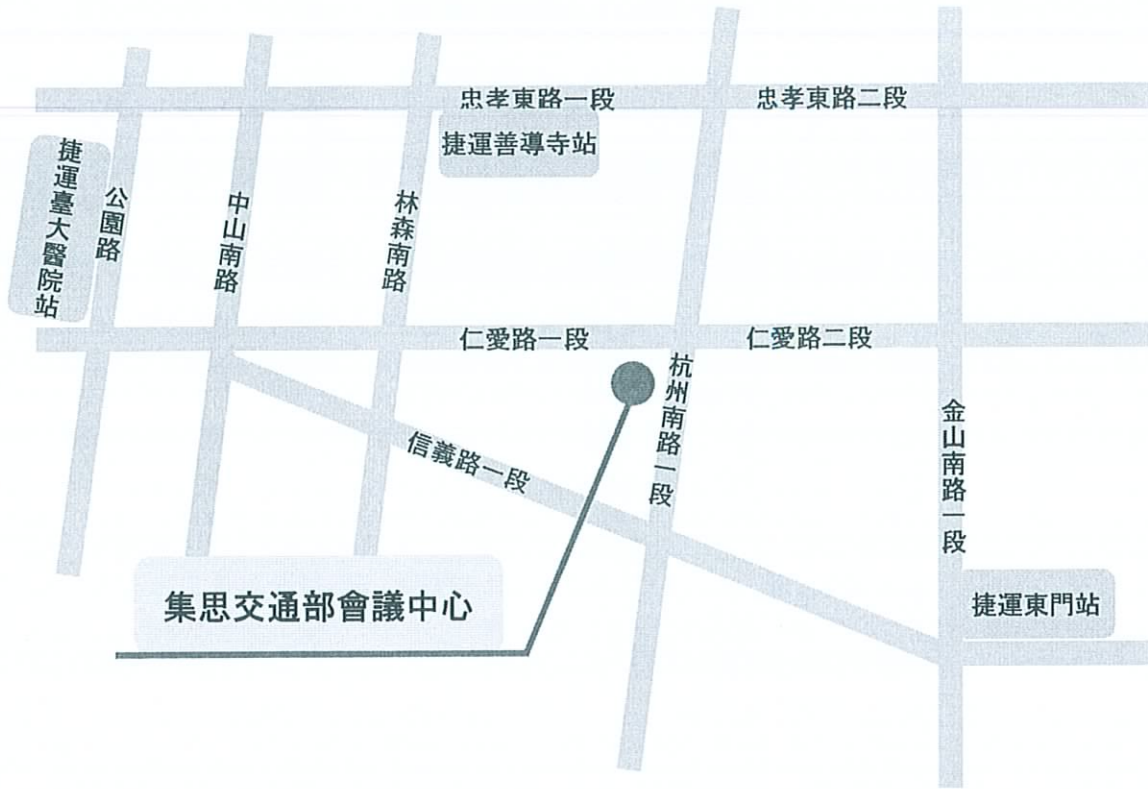 忠孝東路一段
忠孝東路二段
捷運善導寺站
捷運臺大醫院站
公園路
中山南路
林森南路
仁愛路一段
仁愛路二段
杭州南路一段
金山南路一段
信義路一段
集思交通部會議中心
捷運東門站